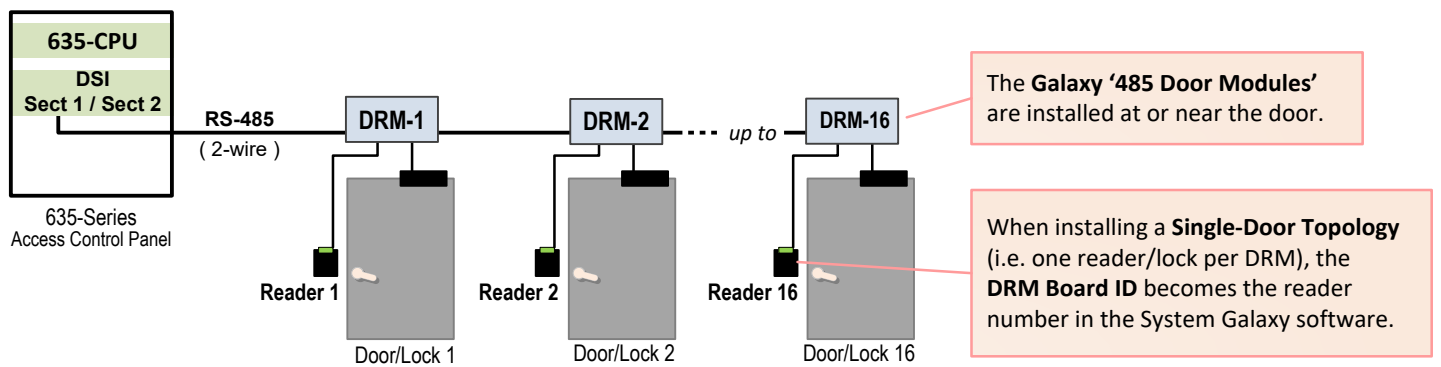 635-CPU
DSI
Sect 1 / Sect 2
635-Series
Access Control Panel
RS-485
( 2-wire )
DRM-1
DRM-2
up to
DRM-16
Reader 1
Reader 2
Reader 16
Door/Lock 1
Door/Lock 2
Door/Lock 16
The Galaxy ‘485 Door Modules’
are installed at or near the door.
When installing a Single-Door Topology
(i.e. one reader/lock per DRM), the
DRM Board ID becomes the reader
number in the System Galaxy software.